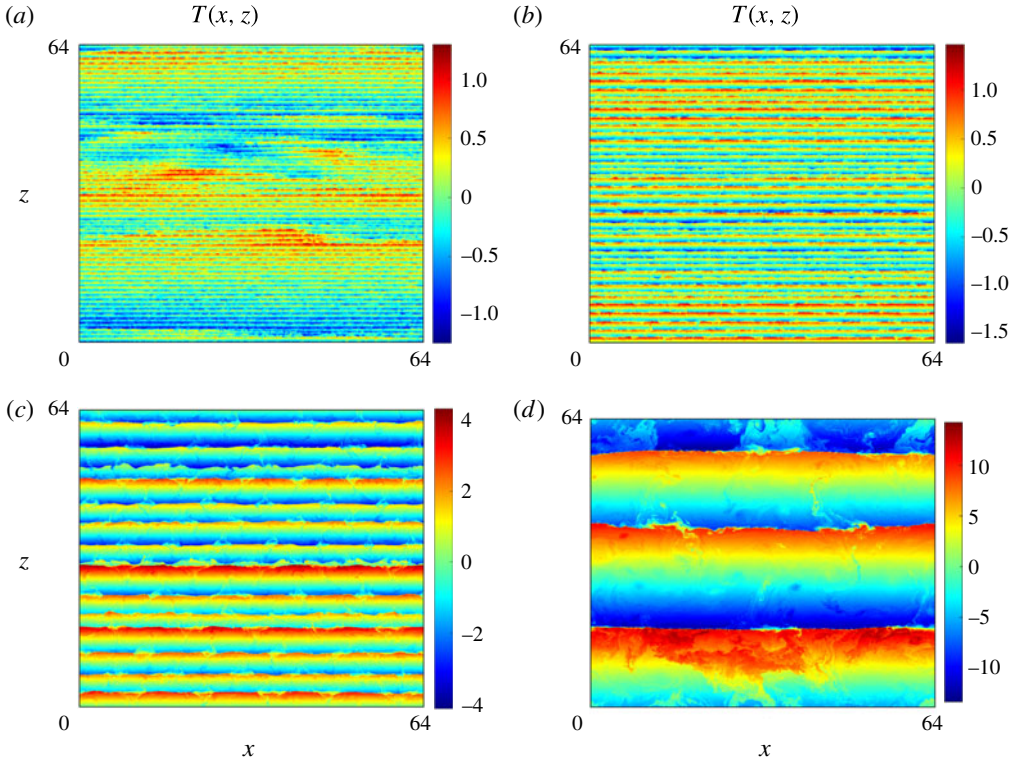 (a) T(x, z) (b) T(x, z)
64 64
1.0 1.0
0.5 0.5
z 0 0
–0.5 –0.5
–1.0 –1.0
–1.5
0 64 0 64
(c) 64 4 (d) 64
10
2 5
z 0 0
–2 –5
–10
–4
0 64 0 64
x x